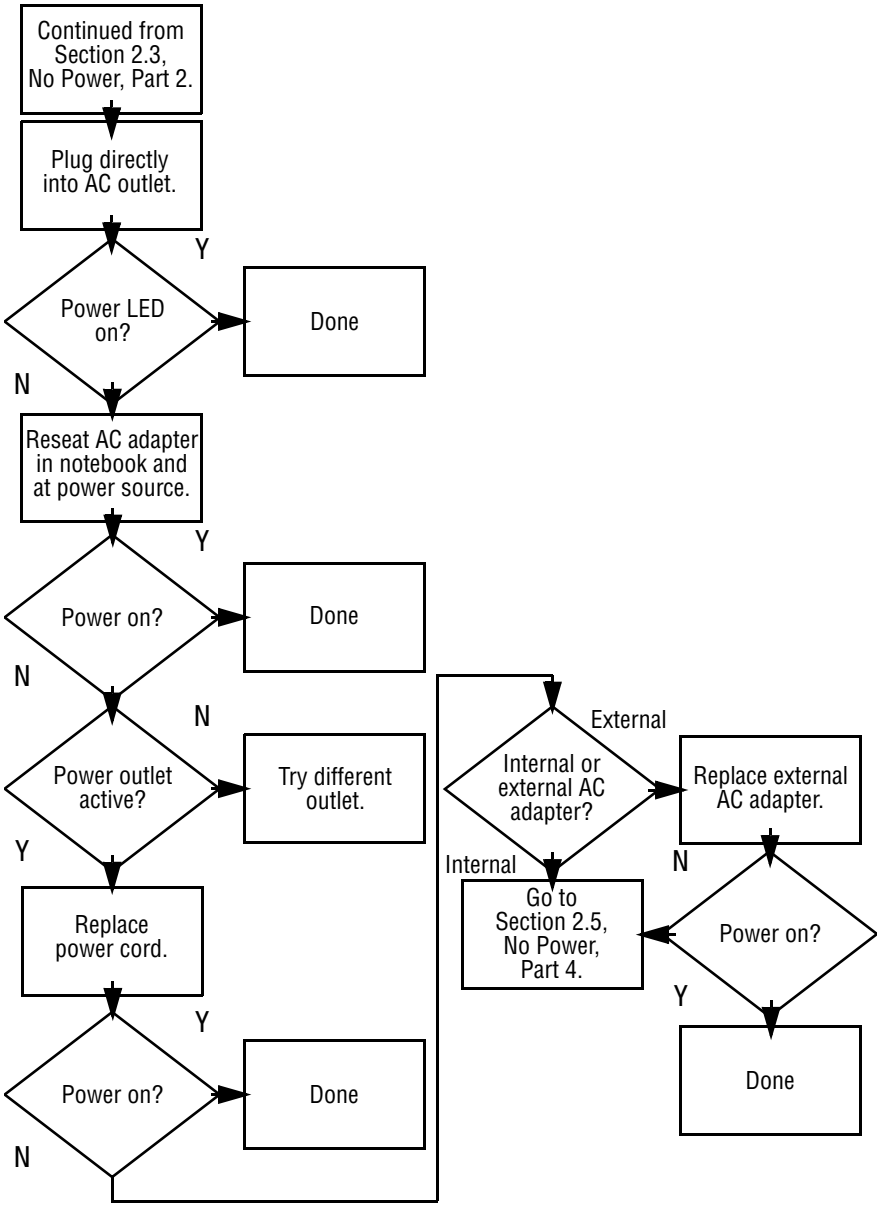 Continued from
Section 2.3,
No Power, Part 2.
Plug directly
into AC outlet.
Y
Power LED
on?
Done
N
Reseat AC adapter
in notebook and
at power source.
Y
Power on?
Done
N
N
Power outlet
active?
Try different
outlet.
Y
Replace
power cord.
Y
Power on?
Done
N
External
Internal or
external AC
adapter?
Replace external
AC adapter.
Internal
N
Go to
Section 2.5,
No Power,
Part 4.
Power on?
Y
Done